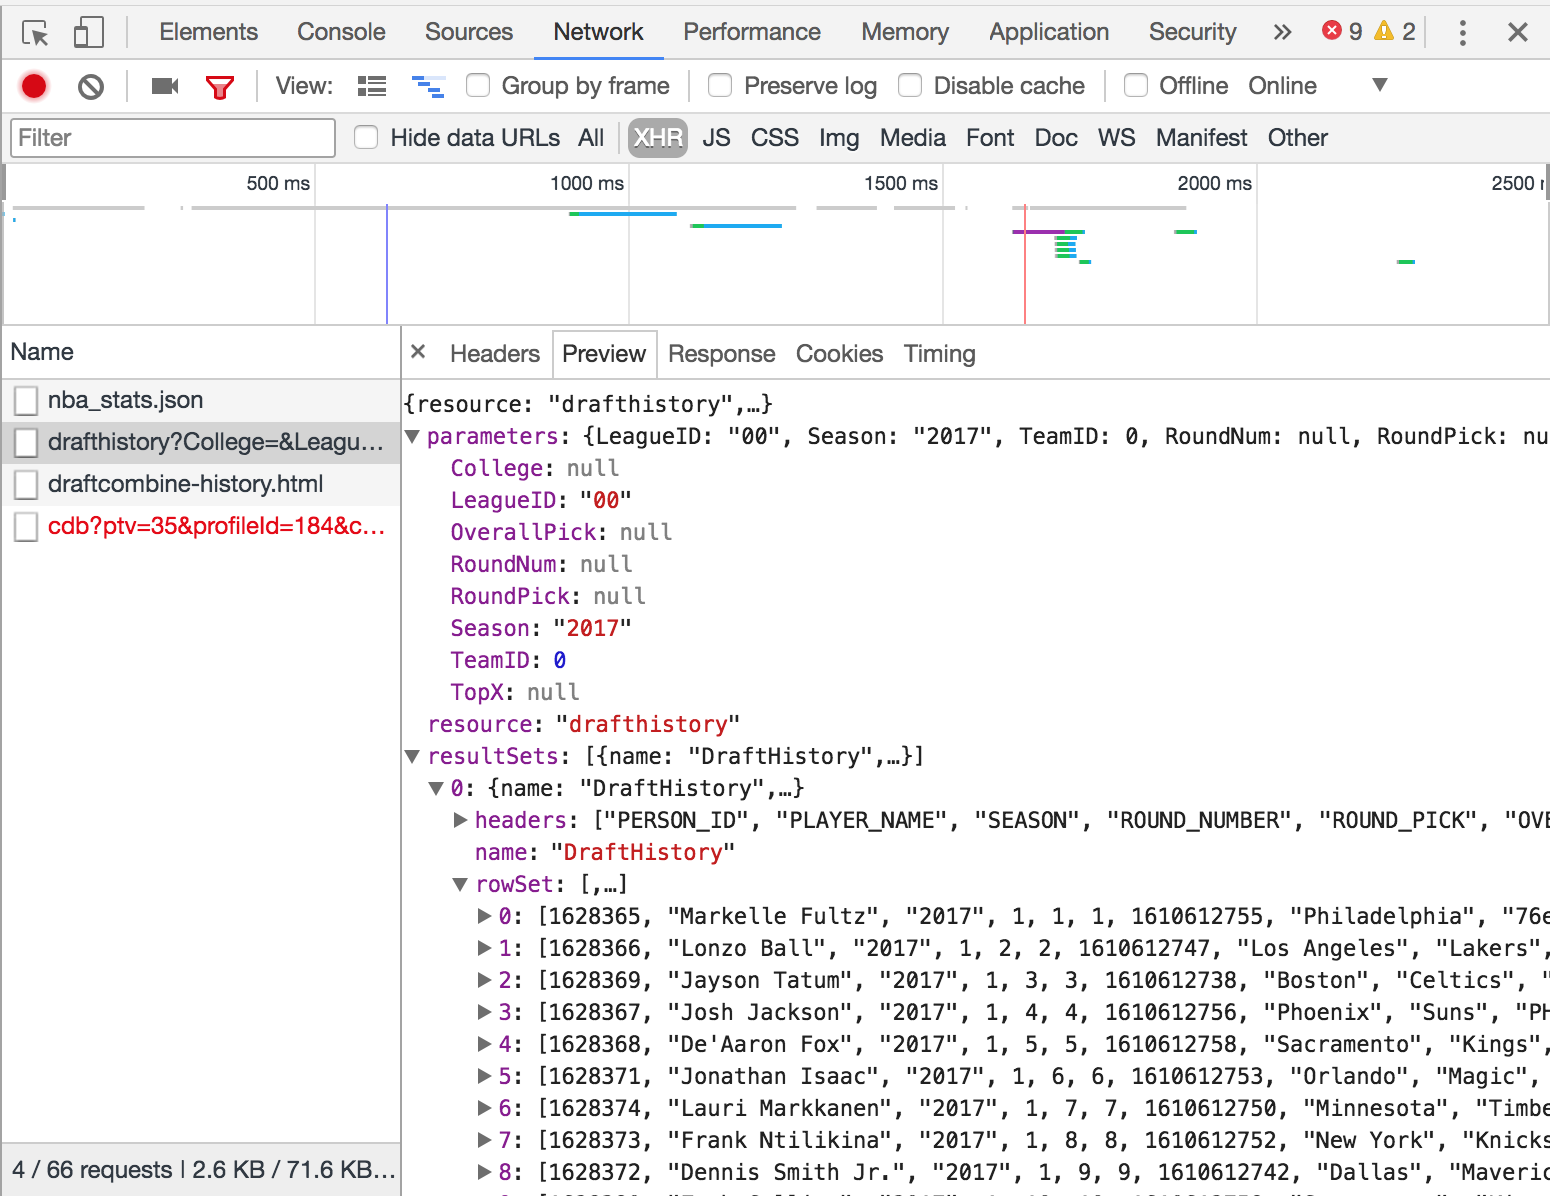 Elements Console Sources Network Performance Memory Application Security » 9 2
View: Group by frame Preserve log Disable cache Offline Online
Filter Hide data URLs All XHR JS CSS Img Media Font Doc WS Manifest Other
500 ms 1000 ms 1500 ms 2000 ms 2500
Name
nba_stats.json
drafthistory?College=&Leagu…
draftcombine-history.html
cdb?ptv=35&profileId=184&c…
4 / 66 requests | 2.6 KB / 71.6 KB…
× Headers Preview Response Cookies Timing
{resource: "drafthistory",…}
▼ parameters: {LeagueID: "00", Season: "2017", TeamID: 0, RoundNum: null, RoundPick: nu
College: null
LeagueID: "00"
OverallPick: null
RoundNum: null
RoundPick: null
Season: "2017"
TeamID: 0
TopX: null
resource: "drafthistory"
▼ resultSets: [{name: "DraftHistory",…}]
▼ 0: {name: "DraftHistory",…}
▶ headers: ["PERSON_ID", "PLAYER_NAME", "SEASON", "ROUND_NUMBER", "ROUND_PICK", "OVE
name: "DraftHistory"
▼ rowSet: [,…]
▶ 0: [1628365, "Markelle Fultz", "2017", 1, 1, 1, 1610612755, "Philadelphia", "76e
▶ 1: [1628366, "Lonzo Ball", "2017", 1, 2, 2, 1610612747, "Los Angeles", "Lakers",
▶ 2: [1628369, "Jayson Tatum", "2017", 1, 3, 3, 1610612738, "Boston", "Celtics", "
▶ 3: [1628367, "Josh Jackson", "2017", 1, 4, 4, 1610612756, "Phoenix", "Suns", "PH
▶ 4: [1628368, "De'Aaron Fox", "2017", 1, 5, 5, 1610612758, "Sacramento", "Kings",
▶ 5: [1628371, "Jonathan Isaac", "2017", 1, 6, 6, 1610612753, "Orlando", "Magic",
▶ 6: [1628374, "Lauri Markkanen", "2017", 1, 7, 7, 1610612750, "Minnesota", "Timbe
▶ 7: [1628373, "Frank Ntilikina", "2017", 1, 8, 8, 1610612752, "New York", "Knicks
▶ 8: [1628372, "Dennis Smith Jr.", "2017", 1, 9, 9, 1610612742, "Dallas", "Maveric